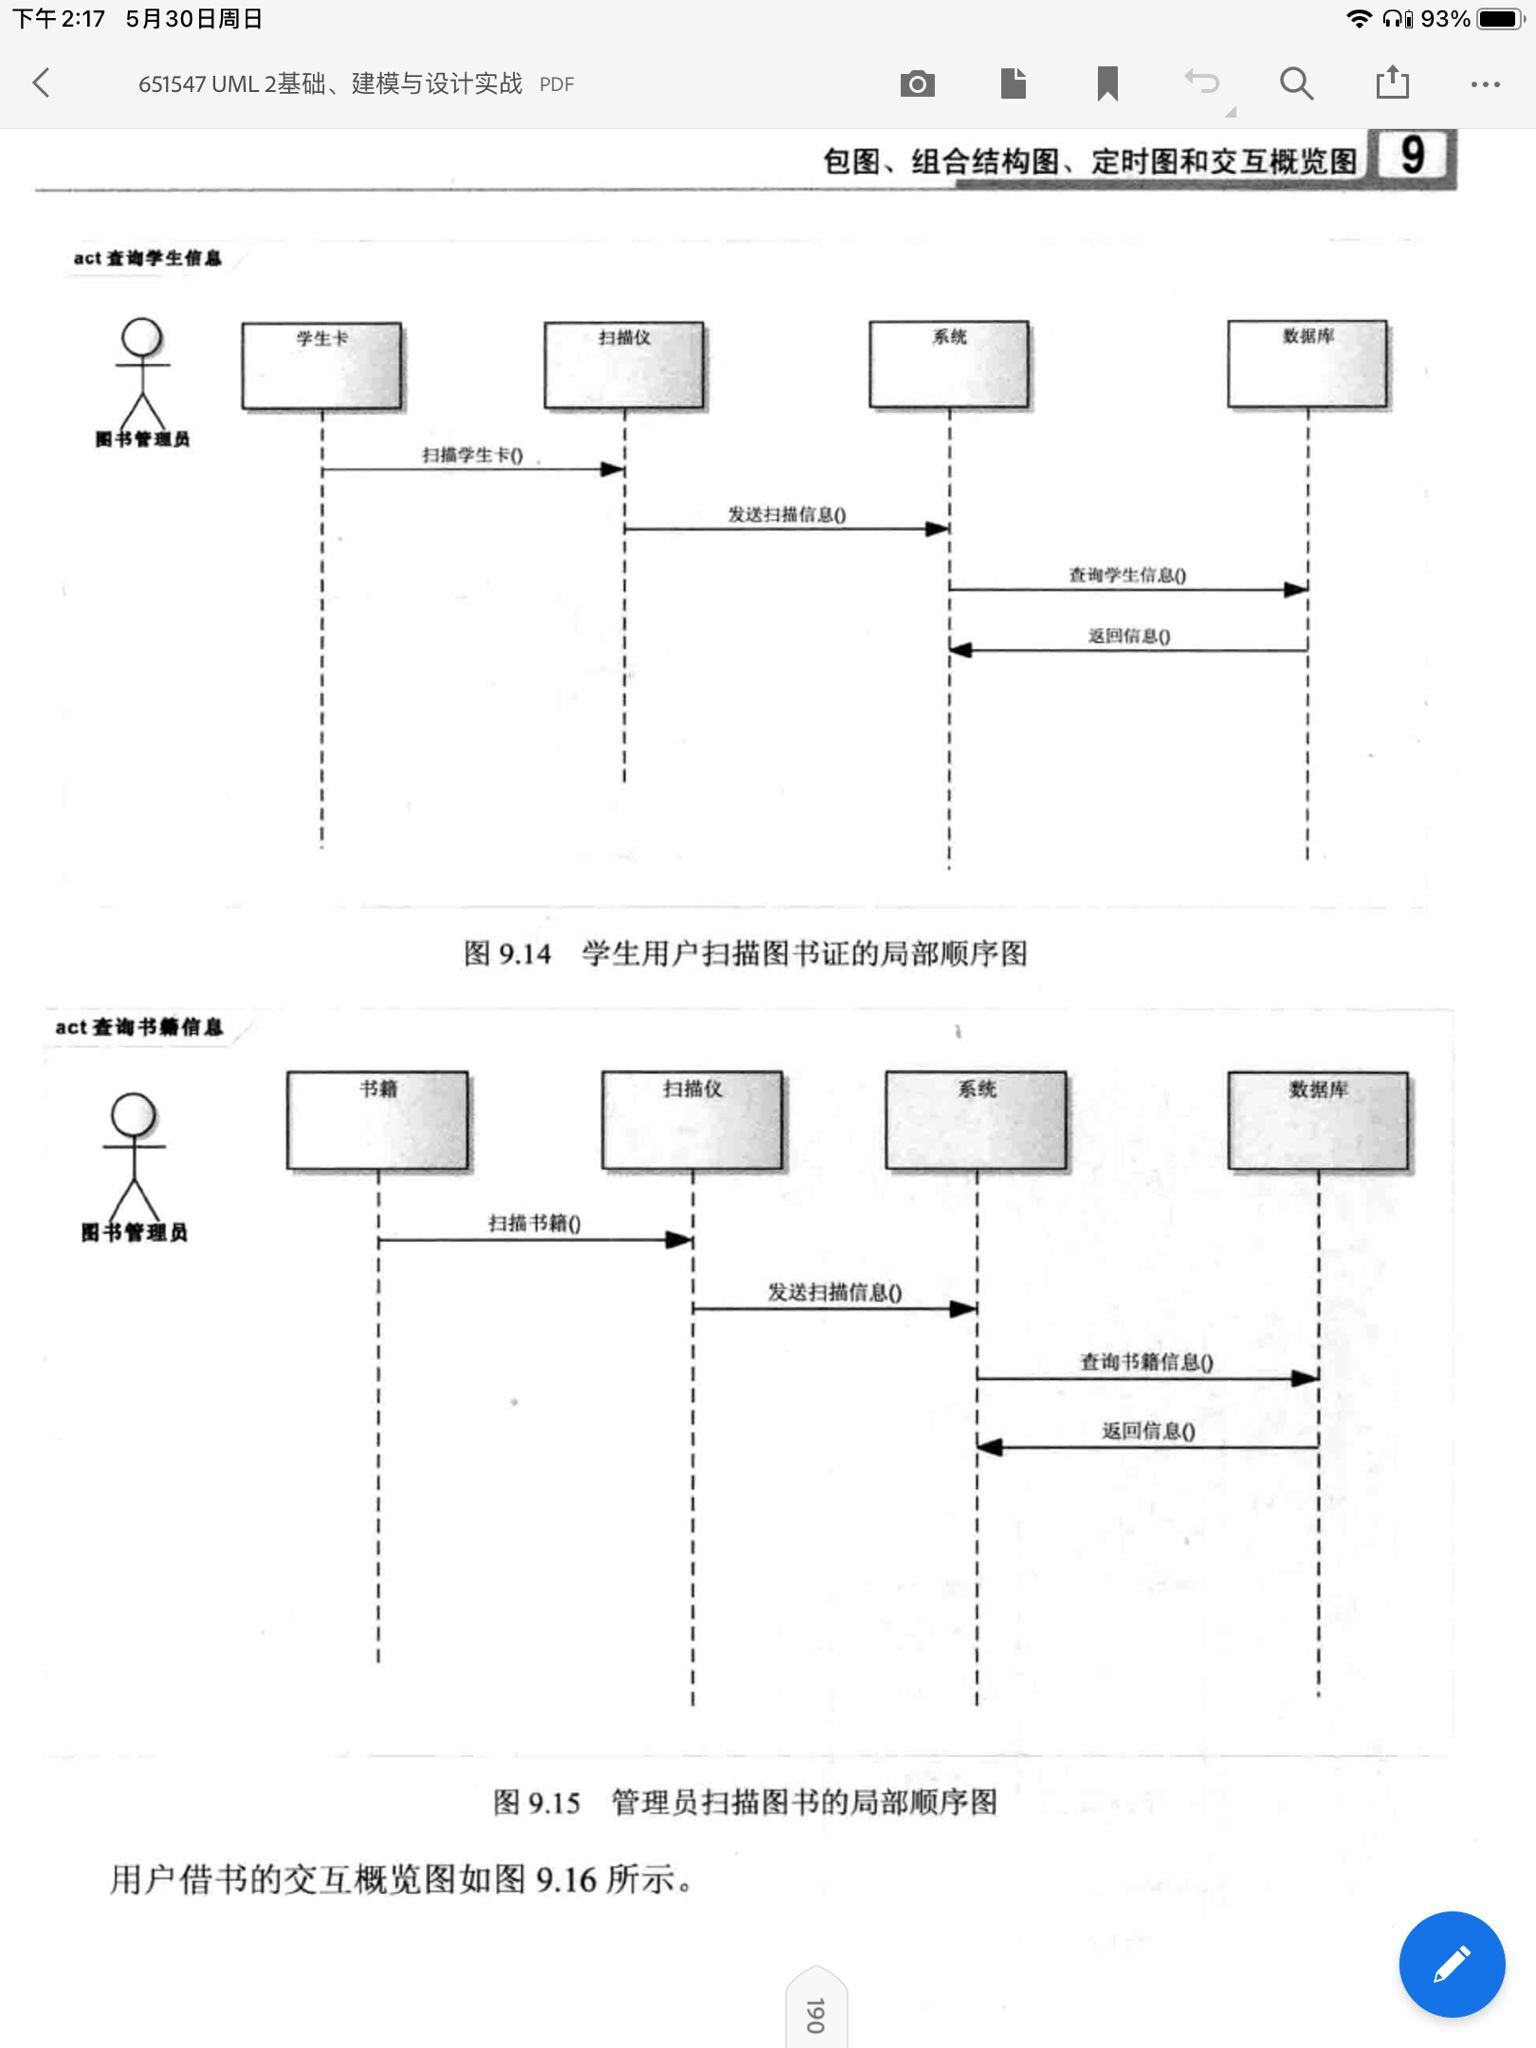 下午2:17 5月30日周日 93%
651547 UML 2基础、建模与设计实战 PDF
包图、组合结构图、定时图和交互概览图 9
act 查询学生信息
学生卡 扫描仪 系统 数据库
图书管理员
扫描学生卡()
发送扫描信息()
查询学生信息()
返回信息()
图 9.14 学生用户扫描图书证的局部顺序图
act 查询书籍信息
书籍 扫描仪 系统 数据库
图书管理员
扫描书籍()
发送扫描信息()
查询书籍信息()
返回信息()
图 9.15 管理员扫描图书的局部顺序图
用户借书的交互概览图如图 9.16 所示。
190